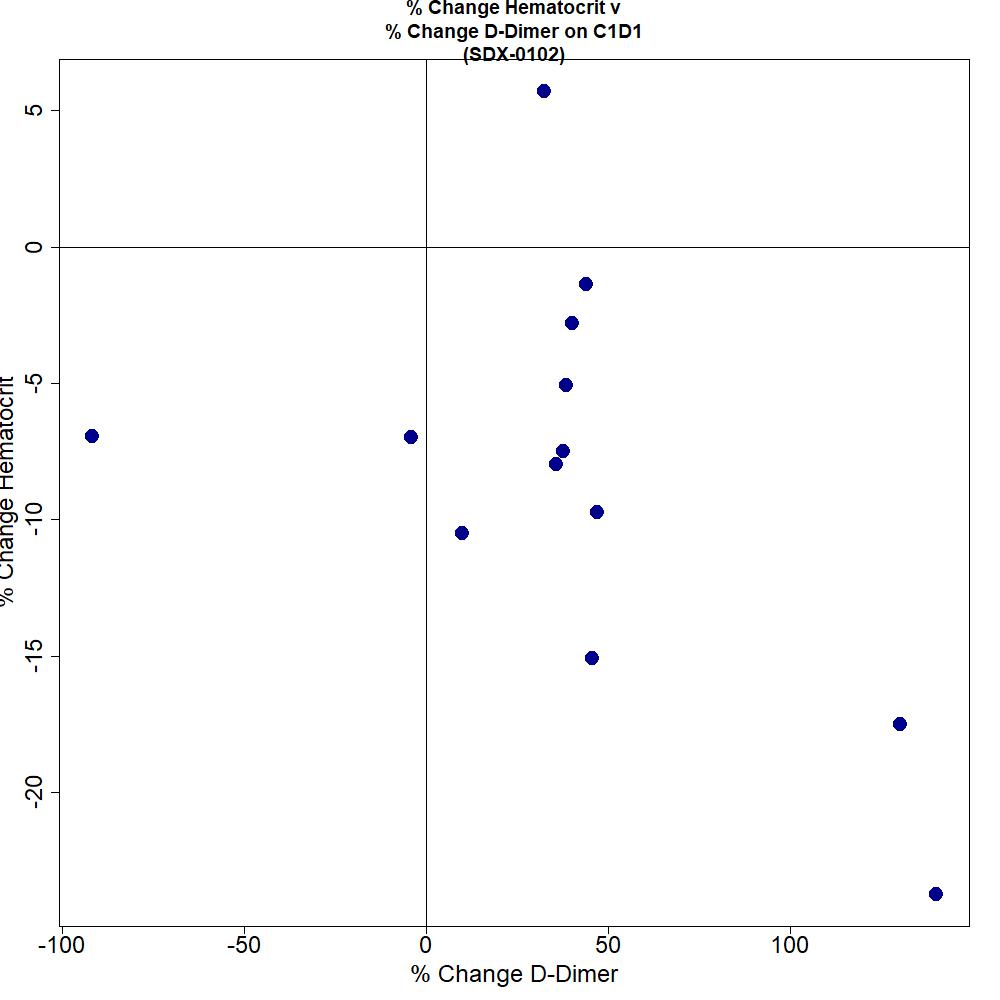 % Change Hematocrit v
% Change D-Dimer on C1D1
(SDX-0102)
5
0
-5
-10
-15
-20
% Change Hematocrit
-100
-50
0
50
100
% Change D-Dimer